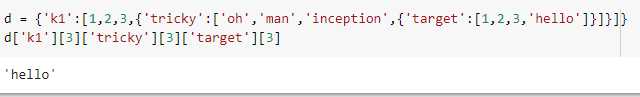 d = {'k1':[1,2,3,{'tricky':['oh','man','inception',{'target':[1,2,3,'hello']}]}]}
d['k1'][3]['tricky'][3]['target'][3]
'hello'